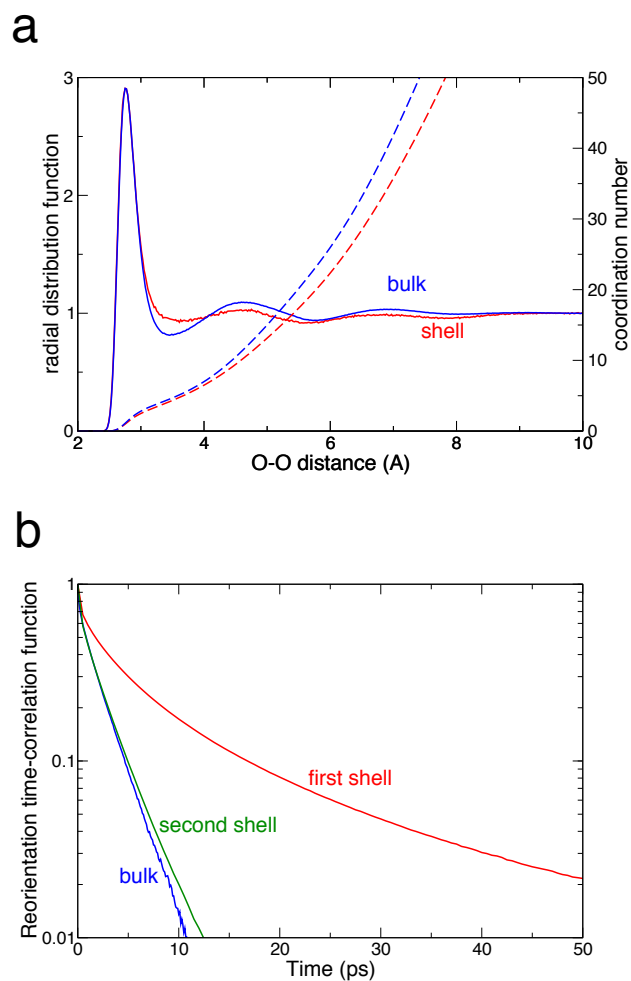 a
radial distribution function
3
2
1
0
bulk
shell
50
40
30
20
10
0
coordination number
2
4
6
8
10
O-O distance (A)
b
Reorientation time-correlation function
1
0.1
0.01
first shell
second shell
bulk
0
10
20
30
40
50
Time (ps)